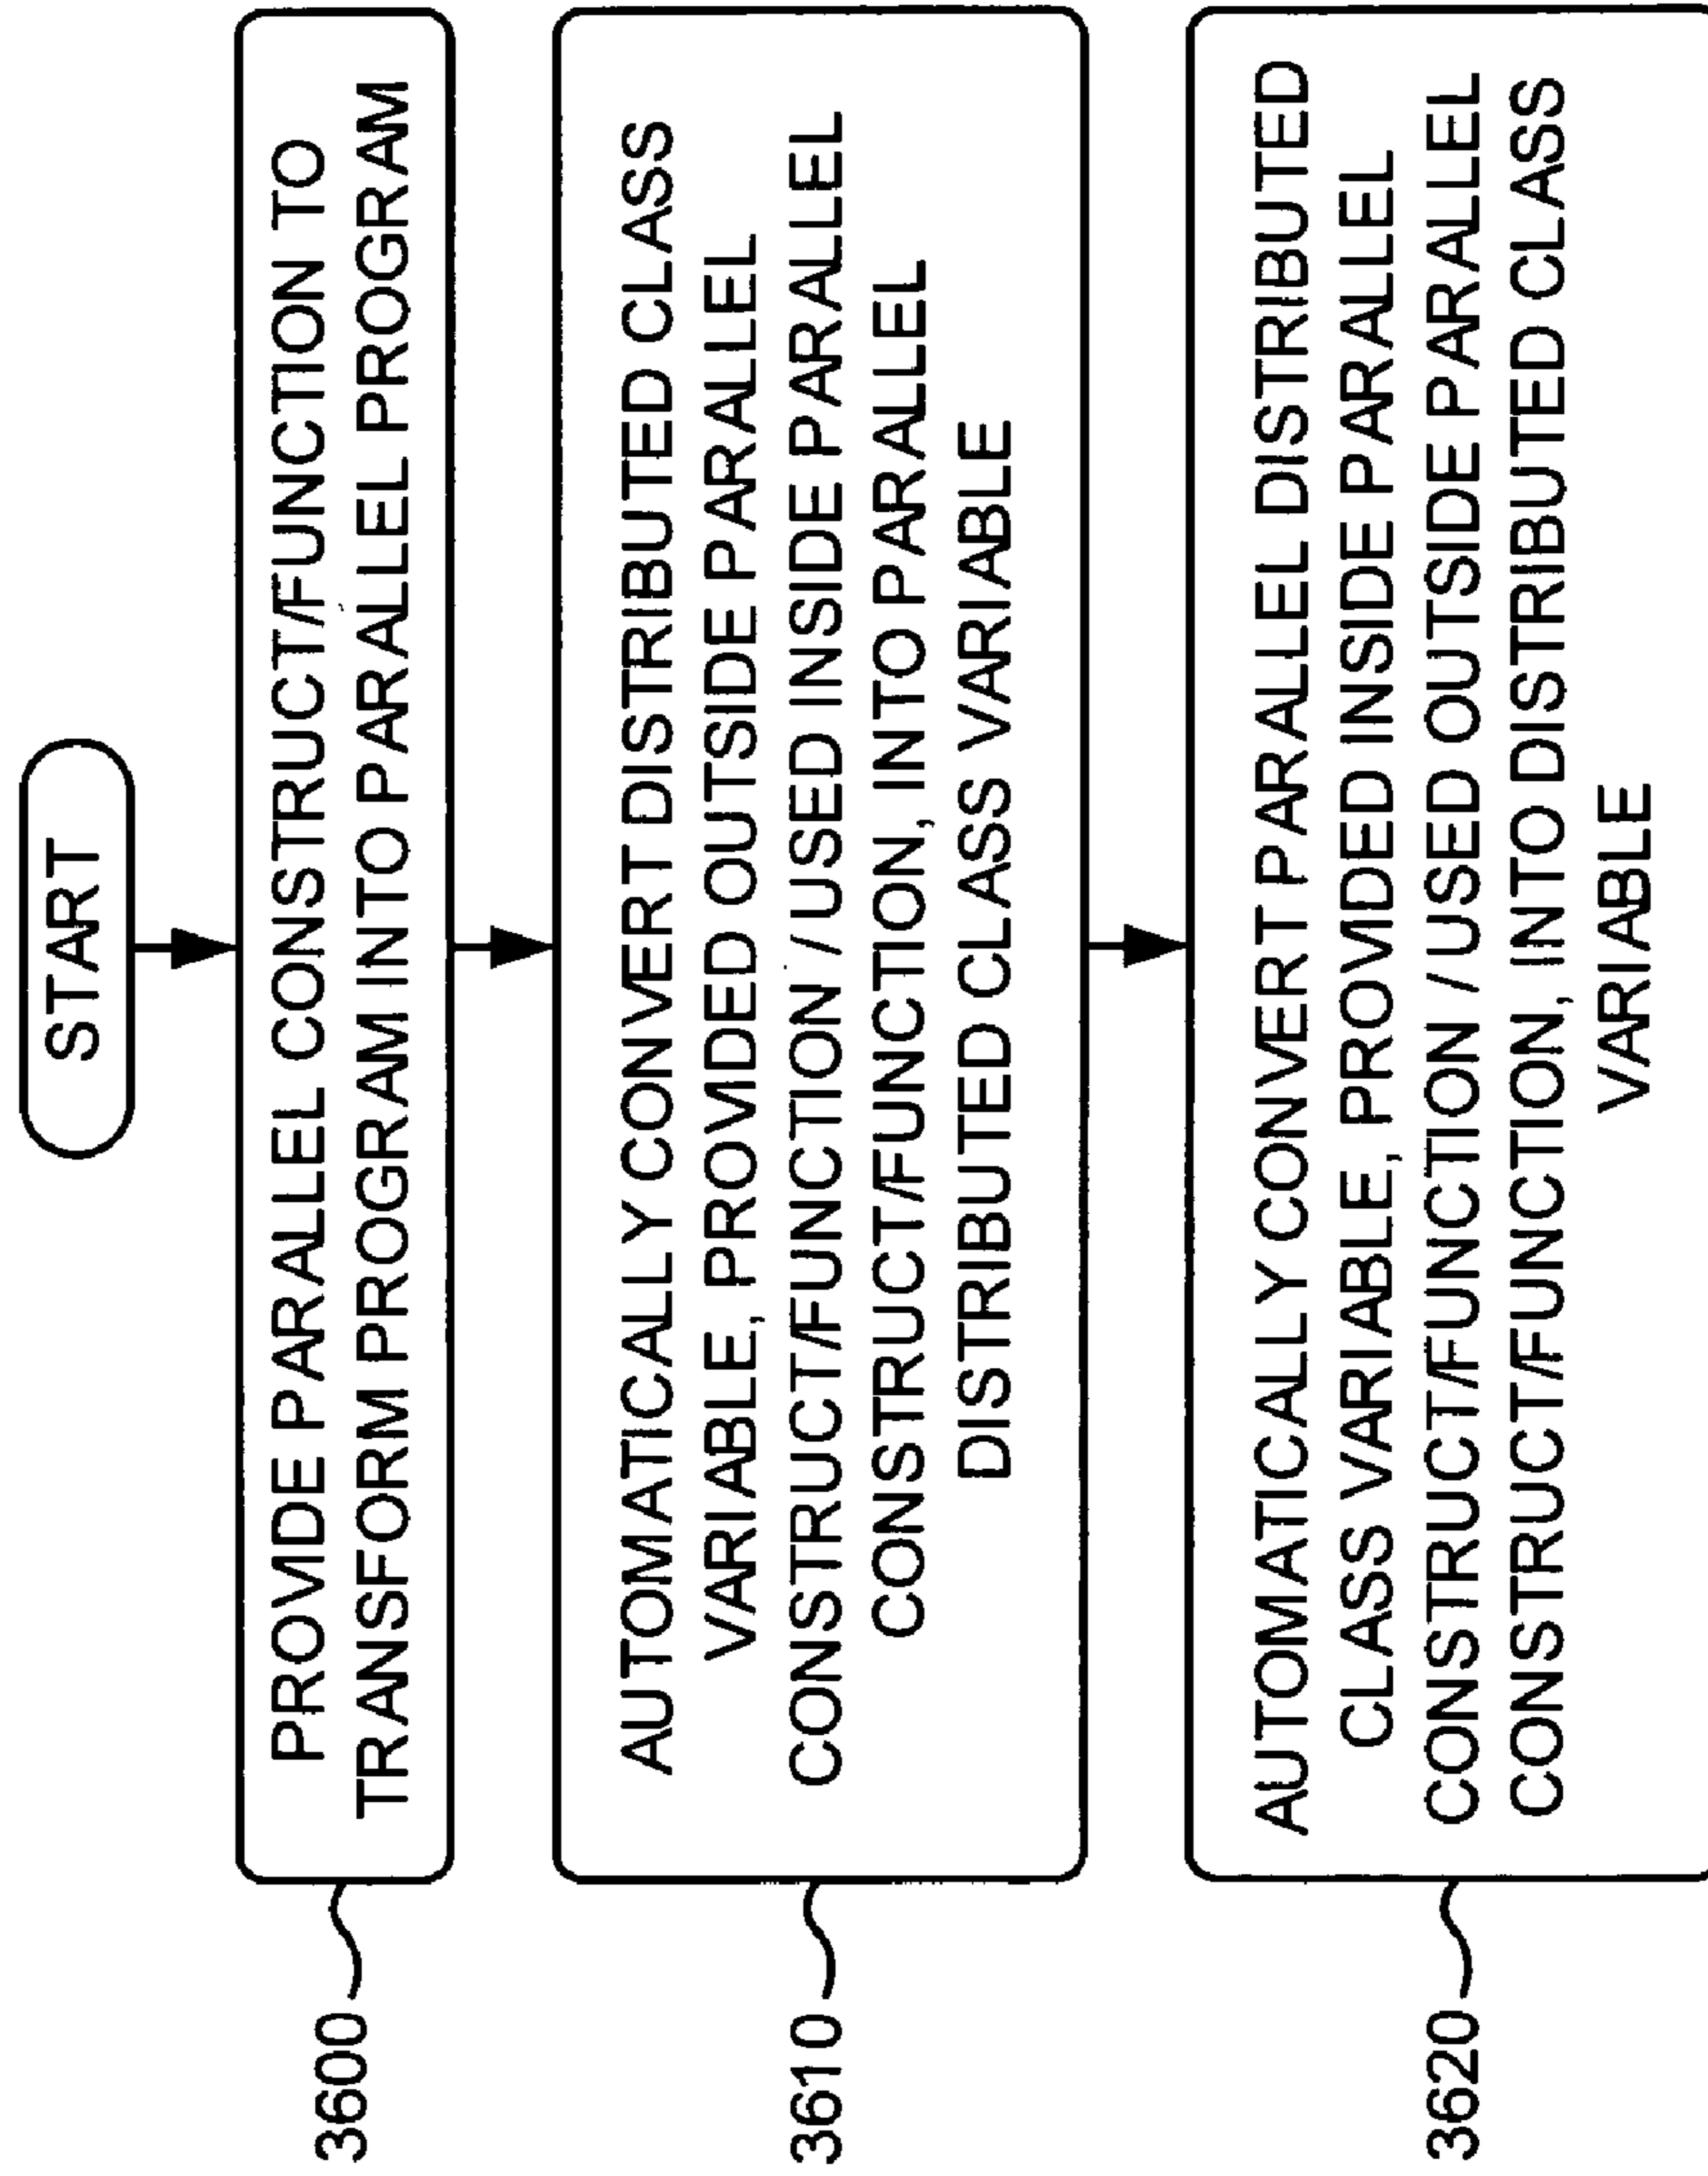 START
3600
PROVIDE PARALLEL CONSTRUCT/FUNCTION TO
TRANSFORM PROGRAM INTO PARALLEL PROGRAM
3610
AUTOMATICALLY CONVERT DISTRIBUTED CLASS
VARIABLE, PROVIDED OUTSIDE PARALLEL
CONSTRUCT/FUNCTION / USED INSIDE PARALLEL
CONSTRUCT/FUNCTION, INTO PARALLEL
DISTRIBUTED CLASS VARIABLE
3620
AUTOMATICALLY CONVERT PARALLEL DISTRIBUTED
CLASS VARIABLE, PROVIDED INSIDE PARALLEL
CONSTRUCT/FUNCTION / USED OUTSIDE PARALLEL
CONSTRUCT/FUNCTION, INTO DISTRIBUTED CLASS
VARIABLE